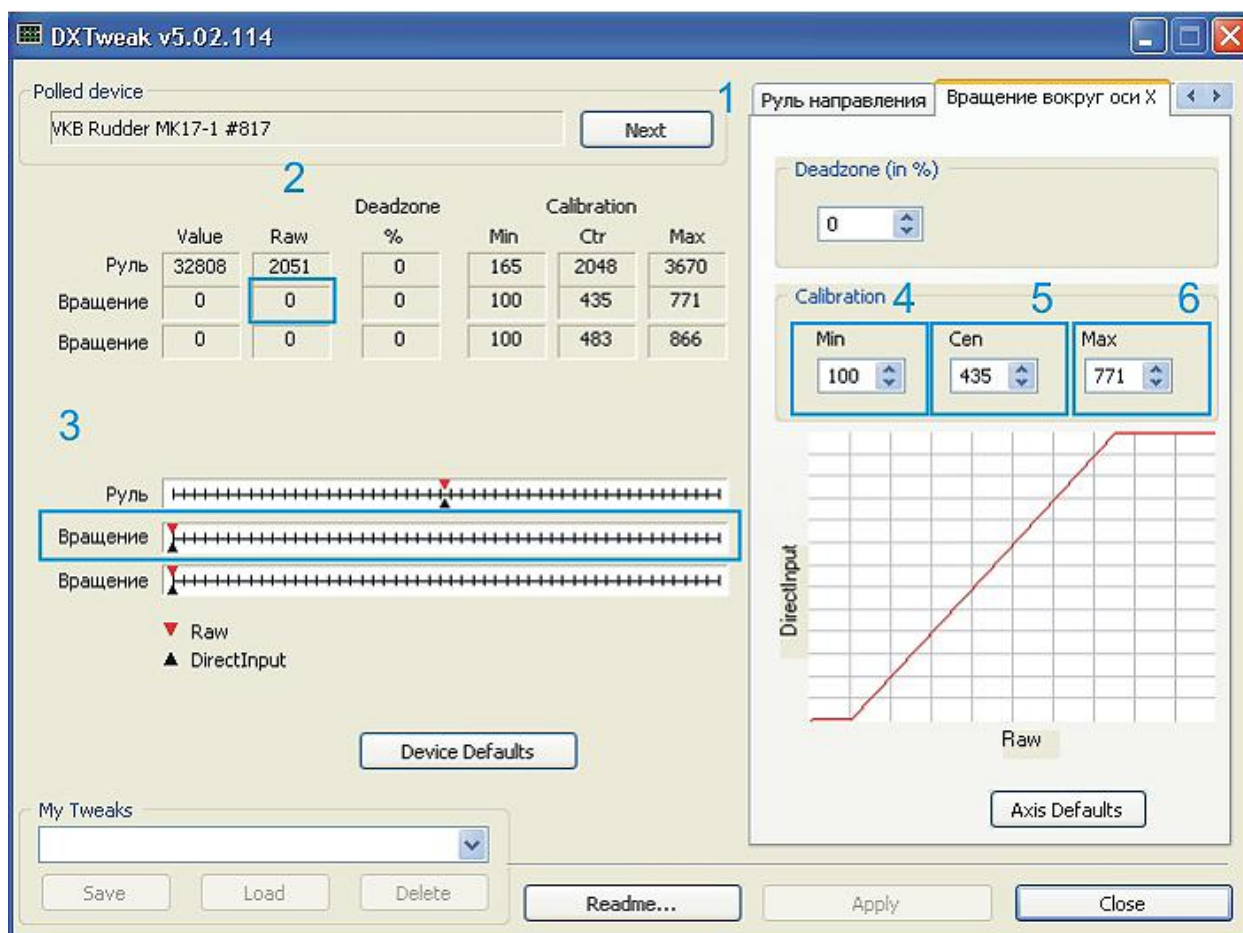 DXTweak v5.02.114
Polled device
VKB Rudder MK17-1 #817
Next
1
2
Deadzone Calibration
Value Raw % Min Ctr Max
Руль 32808 2051 0 165 2048 3670
Вращение 0 0 0 100 435 771
Вращение 0 0 0 100 483 866
3
Руль
Вращение
Вращение
Raw
DirectInput
Device Defaults
My Tweaks
Save Load Delete
Руль направления Вращение вокруг оси X
Deadzone (in %)
0
Calibration 4 5 6
Min Cen Max
100 435 771
DirectInput
Raw
Axis Defaults
Readme... Apply Close